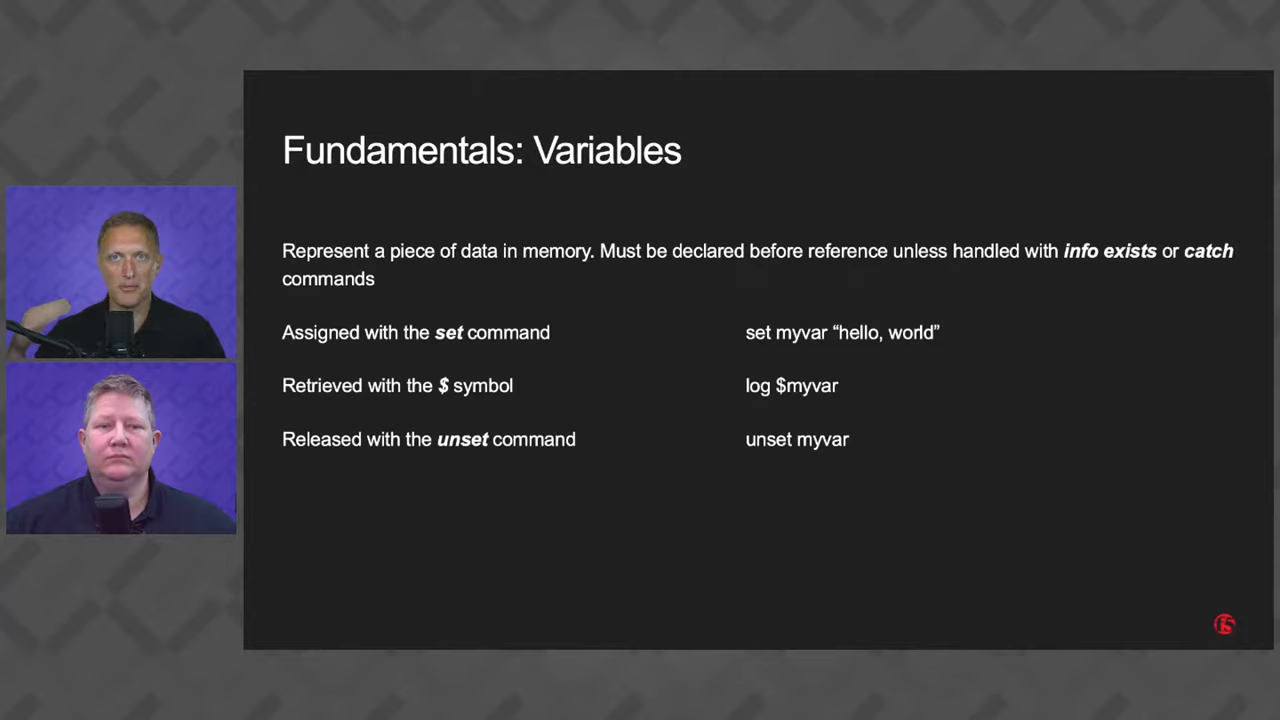 Fundamentals: Variables
Represent a piece of data in memory. Must be declared before reference unless handled with info exists or catch
commands
Assigned with the set command
set myvar “hello, world”
Retrieved with the $ symbol
log $myvar
Released with the unset command
unset myvar
f5